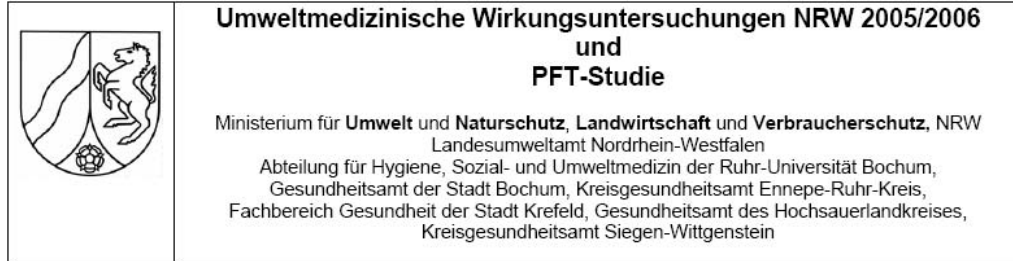 Umweltmedizinische Wirkungsuntersuchungen NRW 2005/2006
und
PFT-Studie
Ministerium für Umwelt und Naturschutz, Landwirtschaft und Verbraucherschutz, NRW
Landesumweltamt Nordrhein-Westfalen
Abteilung für Hygiene, Sozial- und Umweltmedizin der Ruhr-Universität Bochum,
Gesundheitsamt der Stadt Bochum, Kreisgesundheitsamt Ennepe-Ruhr-Kreis,
Fachbereich Gesundheit der Stadt Krefeld, Gesundheitsamt des Hochsauerlandkreises,
Kreisgesundheitsamt Siegen-Wittgenstein